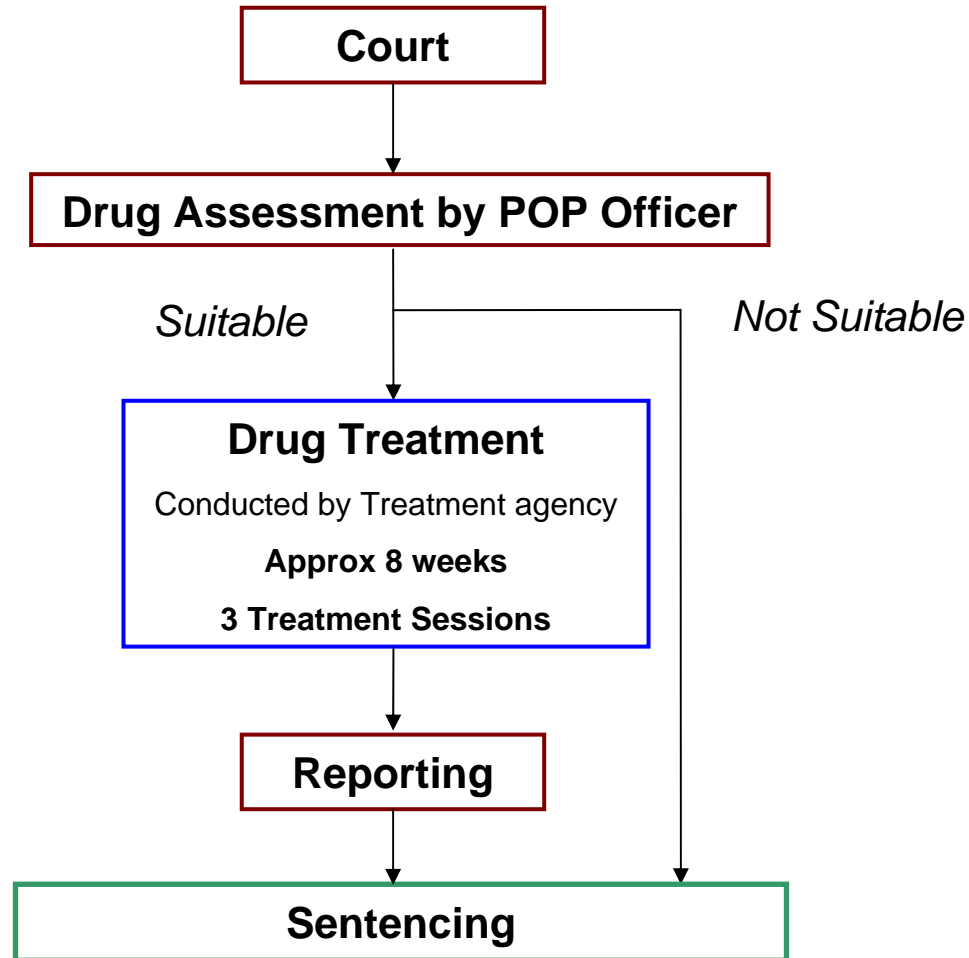 Court
Drug Assessment by POP Officer
Suitable
Not Suitable
Drug Treatment
Conducted by Treatment agency
Approx 8 weeks
3 Treatment Sessions
Reporting
Sentencing